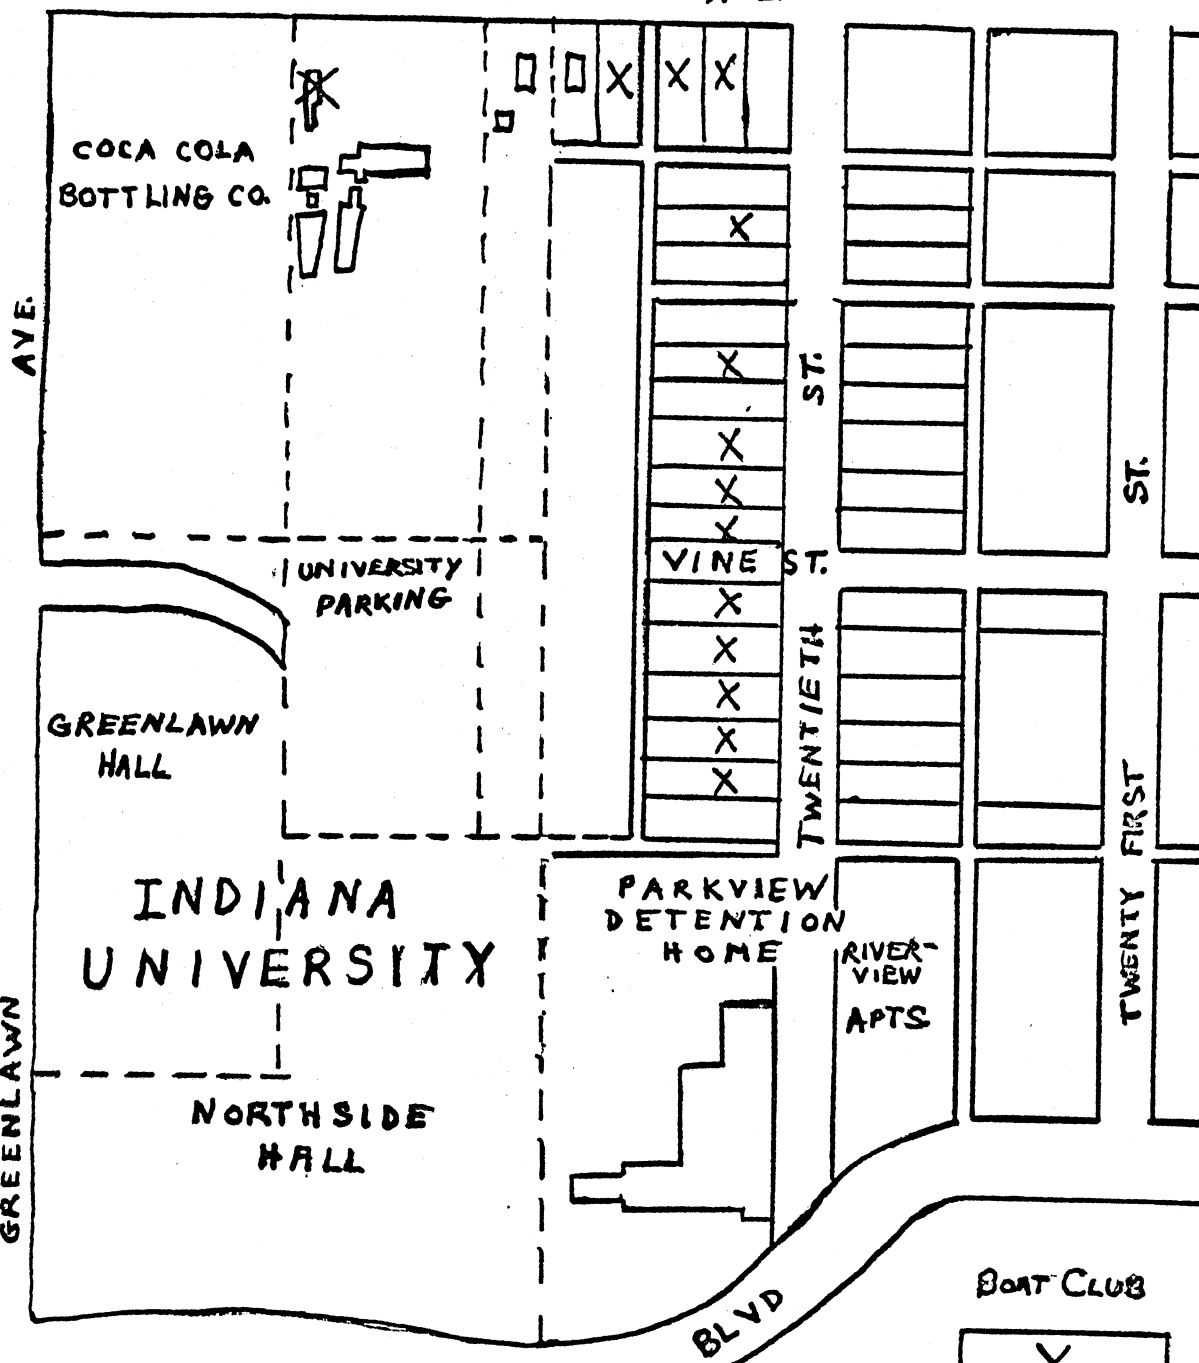 COCA COLA
BOTTLING CO.
AVE.
ST.
ST.
VINE ST.
UNIVERSITY
PARKING
GREENLAWN
HALL
TWENTIETH
TWENTY FIRST
INDIANA
UNIVERSITY
PARKVIEW
DETENTION
HOME
RIVER-
VIEW
APTS.
GREENLAWN
NORTHSIDE
HALL
BOAT CLUB
BLVD
X
X
X
X
X
X
X
X
X
X
X
X
X
X